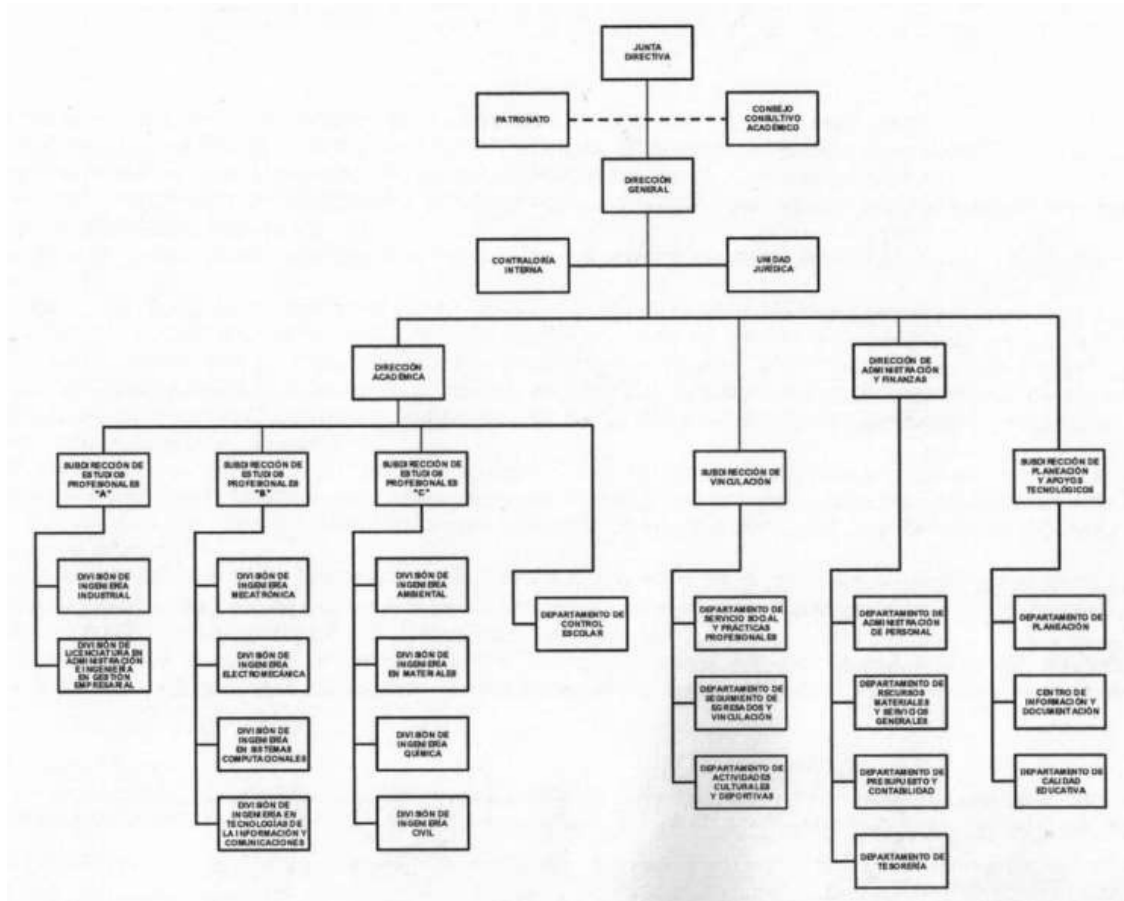 JUNTA
DIRECTIVA
PATRONATO
CONSEJO
CONSULTIVO
ACADÉMICO
DIRECCIÓN
GENERAL
CONTRALORÍA
INTERNA
UNIDAD
JURÍDICA
DIRECCIÓN
ACADÉMICA
DIRECCIÓN DE
ADMINISTRACIÓN
Y FINANZAS
SUBDIRECCIÓN DE
ESTUDIOS
PROFESIONALES
"A"
SUBDIRECCIÓN DE
ESTUDIOS
PROFESIONALES
"B"
SUBDIRECCIÓN DE
ESTUDIOS
PROFESIONALES
"C"
SUBDIRECCIÓN DE
VINCULACIÓN
SUBDIRECCIÓN DE
PLANEACIÓN
Y APOYOS
TECNOLÓGICOS
DIVISIÓN DE
INGENIERÍA
INDUSTRIAL
DIVISIÓN DE
LICENCIATURA EN
ADMINISTRACIÓN
E INGENIERÍA
EN GESTIÓN
EMPRESARIAL
DIVISIÓN DE
INGENIERÍA
MECATRÓNICA
DIVISIÓN DE
INGENIERÍA
ELECTROMECÁNICA
DIVISIÓN DE
INGENIERÍA
EN SISTEMAS
COMPUTACIONALES
DIVISIÓN DE
INGENIERÍA EN
TECNOLOGÍAS DE
LA INFORMACIÓN Y
COMUNICACIONES
DIVISIÓN DE
INGENIERÍA
AMBIENTAL
DIVISIÓN DE
INGENIERÍA
EN MATERIALES
DIVISIÓN DE
INGENIERÍA
QUÍMICA
DIVISIÓN DE
INGENIERÍA
CIVIL
DEPARTAMENTO DE
CONTROL
ESCOLAR
DEPARTAMENTO DE
SERVICIO SOCIAL
Y PRÁCTICAS
PROFESIONALES
DEPARTAMENTO DE
SEGUIMIENTO DE
EGRESADOS Y
VINCULACIÓN
DEPARTAMENTO DE
ACTIVIDADES
CULTURALES
Y DEPORTIVAS
DEPARTAMENTO DE
ADMINISTRACIÓN
DE PERSONAL
DEPARTAMENTO DE
RECURSOS
MATERIALES
Y SERVICIOS
GENERALES
DEPARTAMENTO DE
PRESUPUESTO Y
CONTABILIDAD
DEPARTAMENTO DE
TESORERÍA
DEPARTAMENTO DE
PLANEACIÓN
CENTRO DE
INFORMACIÓN Y
DOCUMENTACIÓN
DEPARTAMENTO DE
CALIDAD
EDUCATIVA